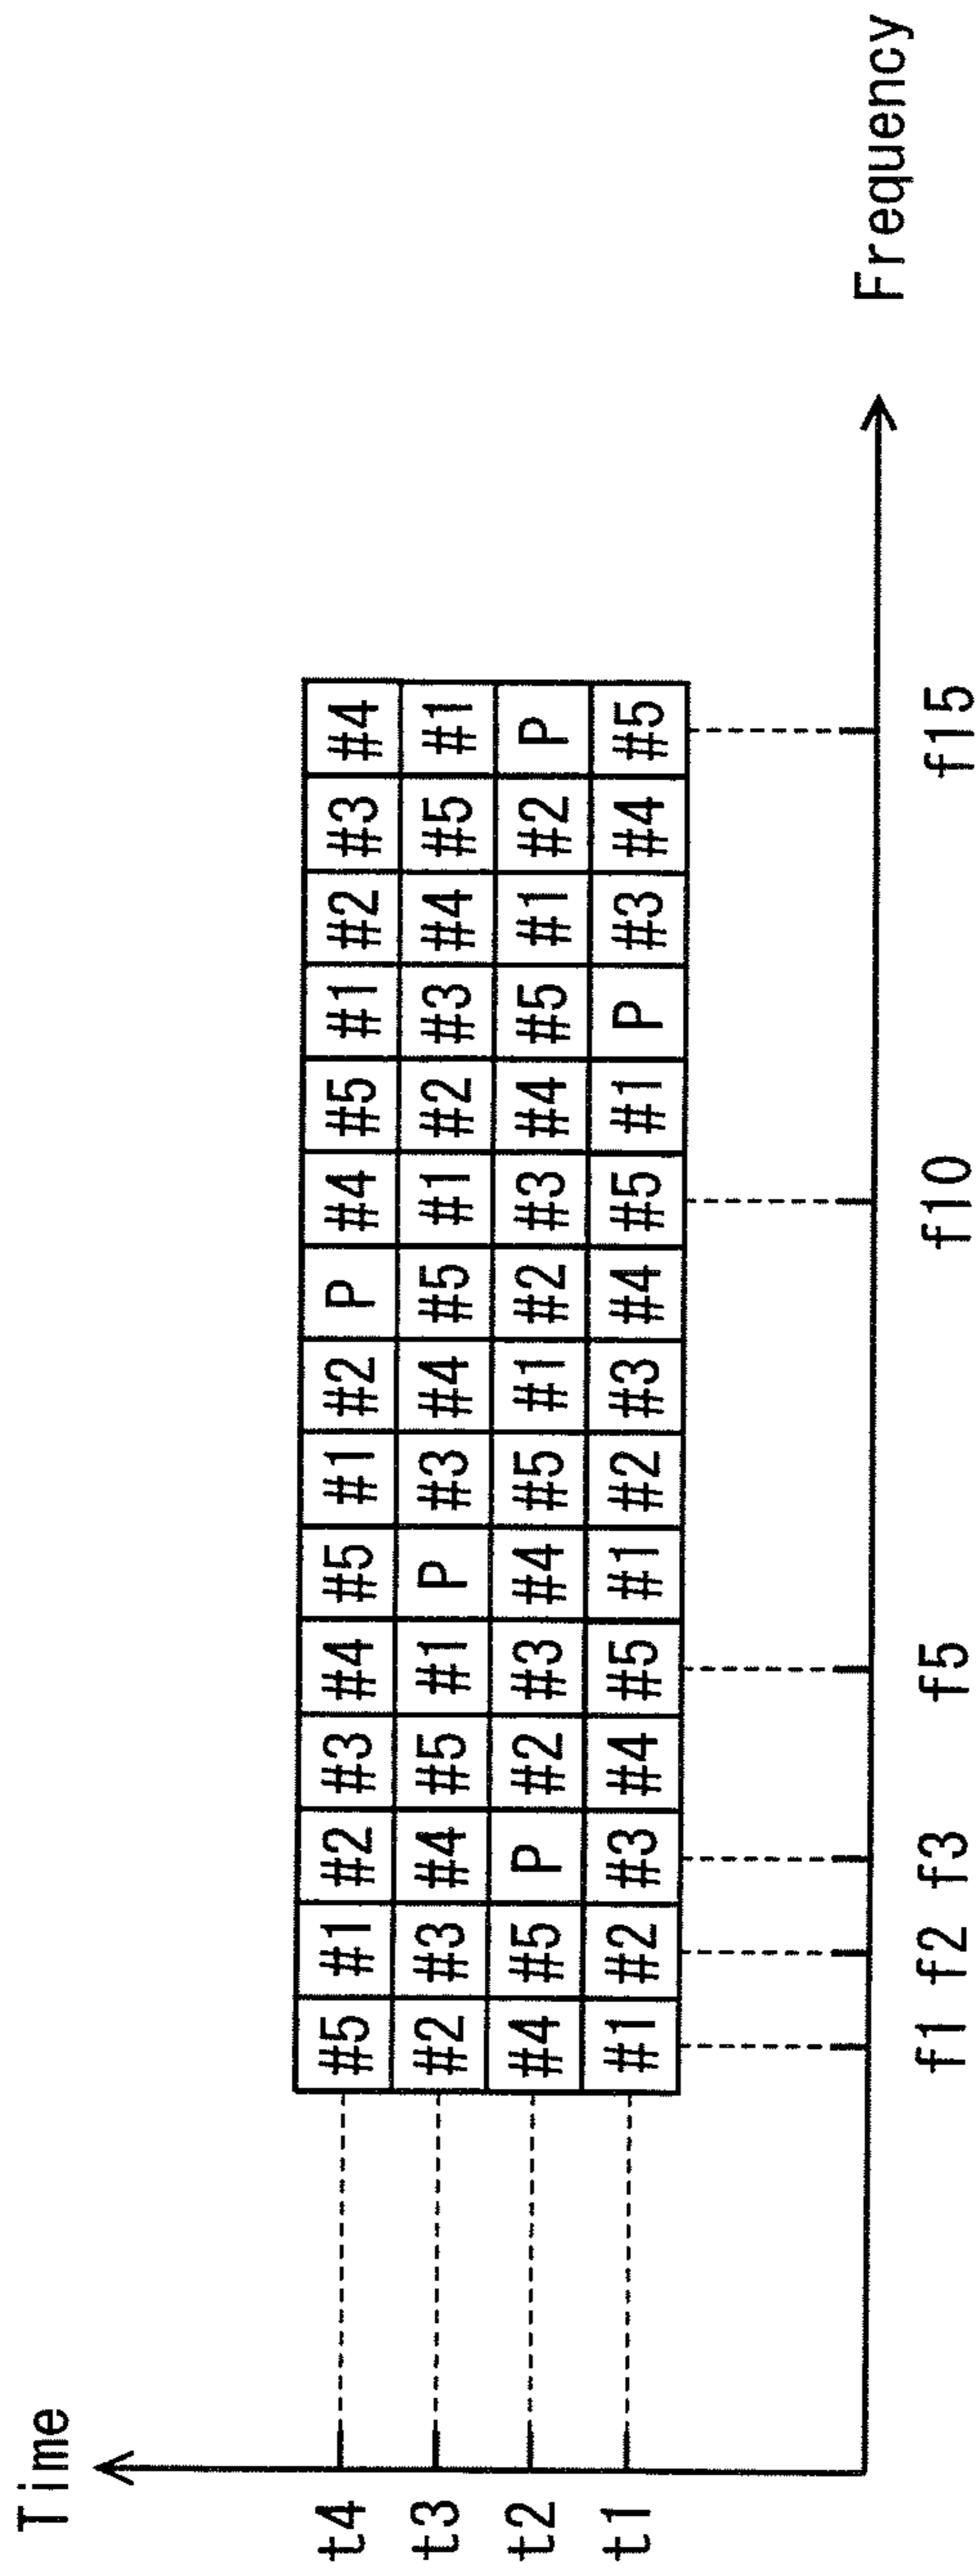 Time
t4 #5 #1 #2 #3 #4 #5 #1 #2 P #4 #5 #1 #2 #3 #4
t3 #2 #3 #4 #5 #1 P #3 #4 #5 #1 #2 #3 #4 #5 #1
t2 #4 #5 P #2 #3 #4 #5 #1 #2 #3 #4 #5 #1 #2 P
t1 #1 #2 #3 #4 #5 #1 #2 #3 #4 #5 #1 P #3 #4 #5
Frequency
f1 f2 f3 f5 f10 f15